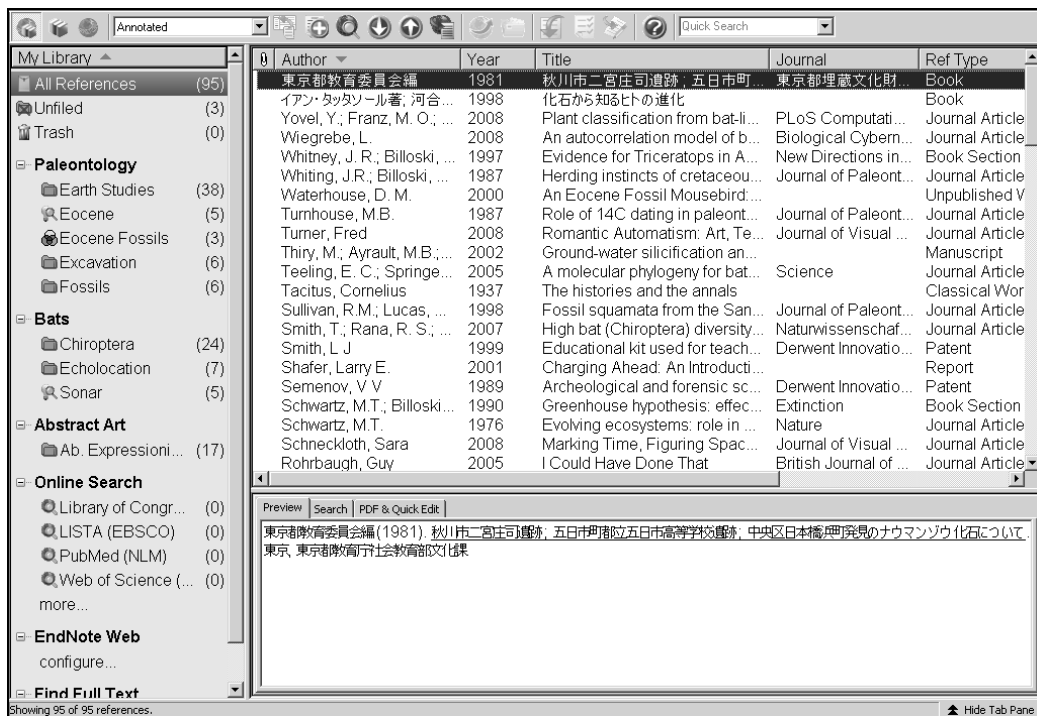 Annotated
Quick Search
My Library
All References (95)
Unfiled (3)
Trash (0)
Paleontology
Earth Studies (38)
Eocene (5)
Eocene Fossils (3)
Excavation (6)
Fossils (6)
Bats
Chiroptera (24)
Echolocation (7)
Sonar (5)
Abstract Art
Ab. Expressioni... (17)
Online Search
Library of Congr... (0)
LISTA (EBSCO) (0)
PubMed (NLM) (0)
Web of Science (... (0)
more...
EndNote Web
configure...
Find Full Text
Author Year Title Journal Ref Type
東京都教育委員会編 1981 秋川市二宮庄司遺跡 ; 五日市町... 東京都埋蔵文化財... Book
イアン・タッタソール著; 河合... 1998 化石から知るヒトの進化 Book
Yovel, Y.; Franz, M. O.; ... 2008 Plant classification from bat-li... PLoS Computati... Journal Article
Wiegrebe, L. 2008 An autocorrelation model of b... Biological Cybern... Journal Article
Whitney, J. R.; Billoski, ... 1997 Evidence for Triceratops in A... New Directions in... Book Section
Whiting, J.R.; Billoski, ... 1987 Herding instincts of cretaceou... Journal of Paleont... Journal Article
Waterhouse, D. M. 2000 An Eocene Fossil Mousebird:... Unpublished W
Turnhouse, M.B. 1987 Role of 14C dating in paleont... Journal of Paleont... Journal Article
Turner, Fred 2008 Romantic Automatism: Art, Te... Journal of Visual ... Journal Article
Thiry, M.; Ayrault, M.B.;... 2002 Ground-water silicification an... Manuscript
Teeling, E. C.; Springe... 2005 A molecular phylogeny for bat... Science Journal Article
Tacitus, Cornelius 1937 The histories and the annals Classical Wor
Sullivan, R.M.; Lucas, ... 1998 Fossil squamata from the San... Journal of Paleont... Journal Article
Smith, T.; Rana, R. S.; ... 2007 High bat (Chiroptera) diversity... Naturwissenschaf... Journal Article
Smith, L J 1999 Educational kit used for teach... Derwent Innovatio... Patent
Shafer, Larry E. 2001 Charging Ahead: An Introducti... Report
Semenov, V V 1989 Archeological and forensic sc... Derwent Innovatio... Patent
Schwartz, M.T.; Billoski... 1990 Greenhouse hypothesis: effec... Extinction Book Section
Schwartz, M.T. 1976 Evolving ecosystems: role in ... Nature Journal Article
Schneckloth, Sara 2008 Marking Time, Figuring Spac... Journal of Visual ... Journal Article
Rohrbaugh, Guy 2005 I Could Have Done That British Journal of ... Journal Article
Preview Search PDF & Quick Edit
東京都教育委員会編(1981). 秋川市二宮庄司遺跡; 五日市町都立五日市高等学校遺跡; 中央区日本橋浜町発見のナウマンゾウ化石について.
東京, 東京都教育庁社会教育部文化課
Showing 95 of 95 references.
Hide Tab Pane